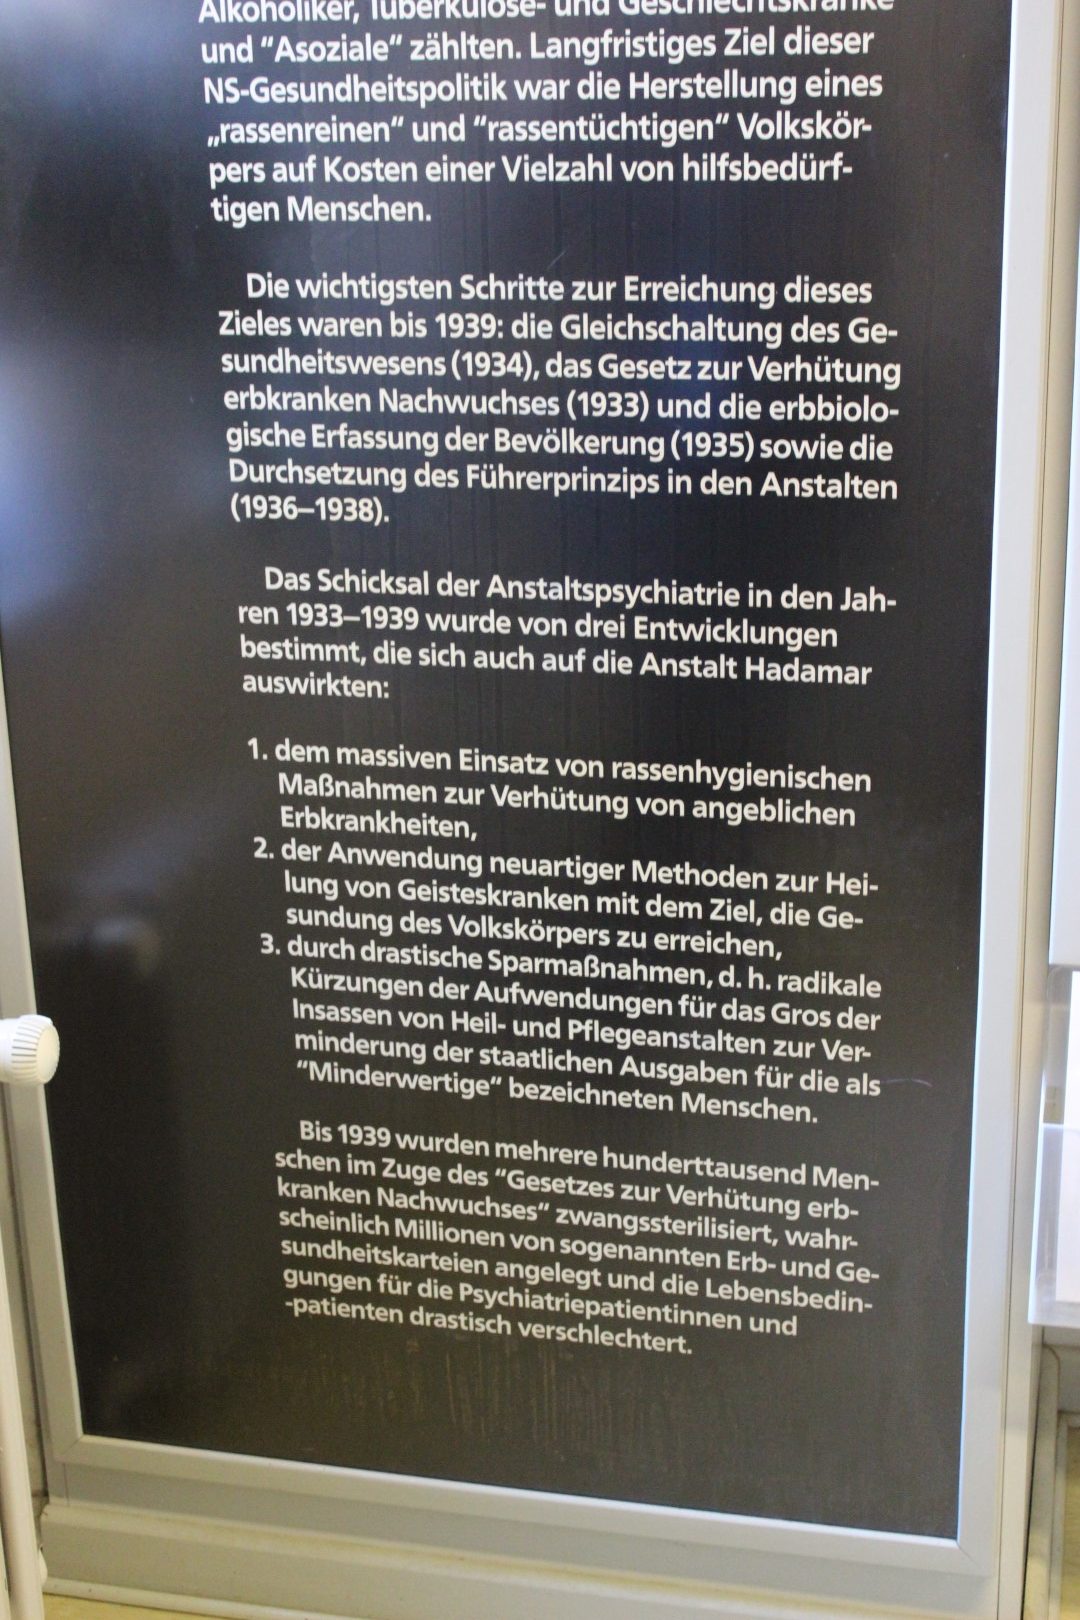 Alkoholiker, Tuberkulose- und Geschlechtskranke
und "Asoziale“ zählten. Langfristiges Ziel dieser
NS-Gesundheitspolitik war die Herstellung eines
„rassenreinen“ und "rassentüchtigen“ Volkskör-
pers auf Kosten einer Vielzahl von hilfsbedürf-
tigen Menschen.
Die wichtigsten Schritte zur Erreichung dieses
Zieles waren bis 1939: die Gleichschaltung des Ge-
sundheitswesens (1934), das Gesetz zur Verhütung
erbkranken Nachwuchses (1933) und die erbbiolo-
gische Erfassung der Bevölkerung (1935) sowie die
Durchsetzung des Führerprinzips in den Anstalten
(1936–1938).
Das Schicksal der Anstaltspsychiatrie in den Jah-
ren 1933–1939 wurde von drei Entwicklungen
bestimmt, die sich auch auf die Anstalt Hadamar
auswirkten:
1. dem massiven Einsatz von rassenhygienischen
Maßnahmen zur Verhütung von angeblichen
Erbkrankheiten,
2. der Anwendung neuartiger Methoden zur Hei-
lung von Geisteskranken mit dem Ziel, die Ge-
sundung des Volkskörpers zu erreichen,
3. durch drastische Sparmaßnahmen, d. h. radikale
Kürzungen der Aufwendungen für das Gros der
Insassen von Heil- und Pflegeanstalten zur Ver-
minderung der staatlichen Ausgaben für die als
"Minderwertige“ bezeichneten Menschen.
Bis 1939 wurden mehrere hunderttausend Men-
schen im Zuge des "Gesetzes zur Verhütung erb-
kranken Nachwuchses" zwangssterilisiert, wahr-
scheinlich Millionen von sogenannten Erb- und Ge-
sundheitskarteien angelegt und die Lebensbedin-
gungen für die Psychiatriepatientinnen und
-patienten drastisch verschlechtert.